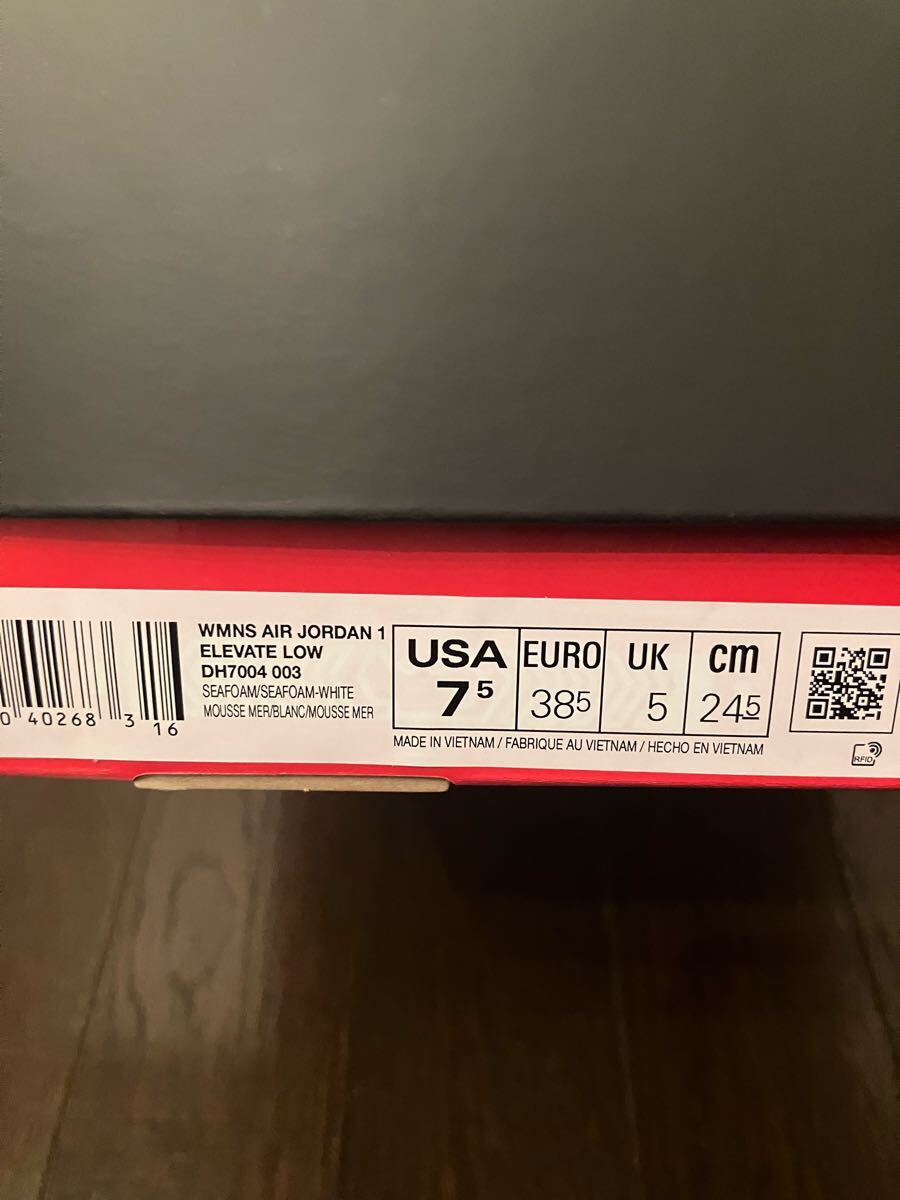 WMNS AIR JORDAN 1
ELEVATE LOW
DH7004 003
SEAFOAM/SEAFOAM-WHITE
MOUSSE MER/BLANC/MOUSSE MER
0 40268 3 16
USA
7⁵
EURO
38⁵
UK
5
cm
24⁵
MADE IN VIETNAM / FABRIQUE AU VIETNAM / HECHO EN VIETNAM
RFID